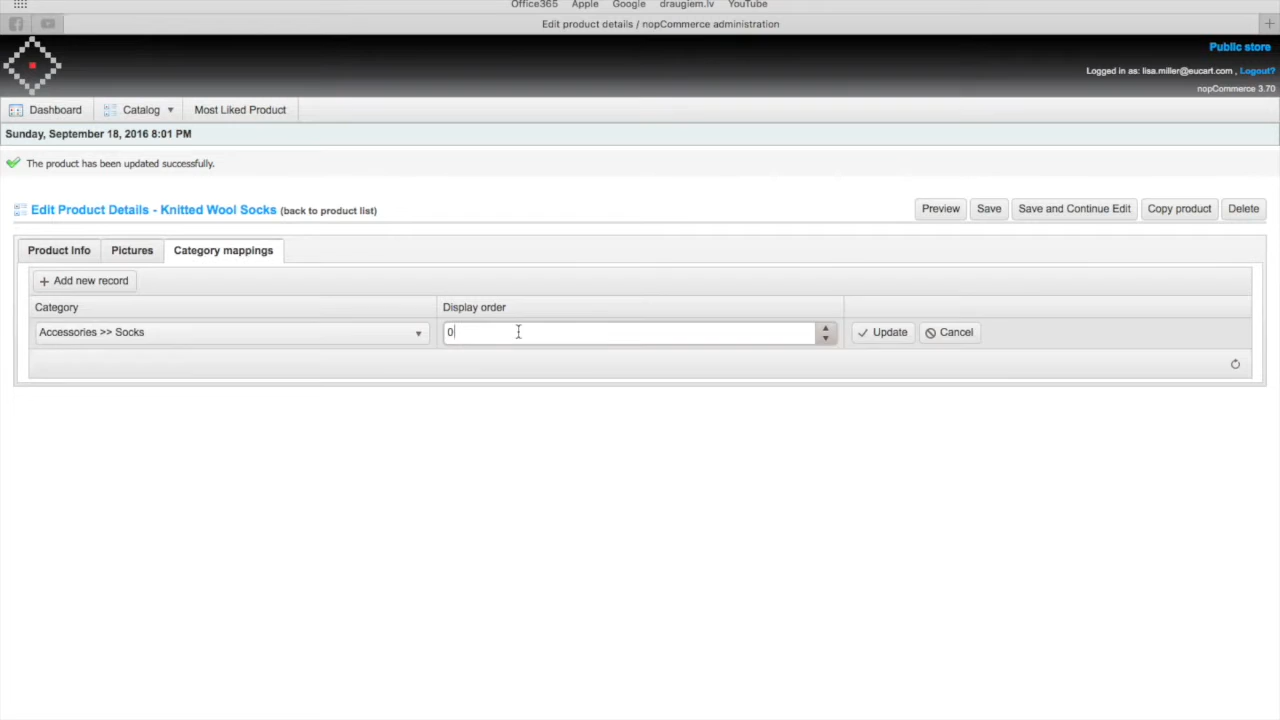 Office365 Apple Google draugiem.lv YouTube
Edit product details / nopCommerce administration
Public store
Logged in as: lisa.miller@eucart.com , Logout?
nopCommerce 3.70
Dashboard Catalog Most Liked Product
Sunday, September 18, 2016 8:01 PM
The product has been updated successfully.
Edit Product Details - Knitted Wool Socks (back to product list) Preview Save Save and Continue Edit Copy product Delete
Product Info Pictures Category mappings
Add new record
Category Display order
Accessories >> Socks 0 Update Cancel